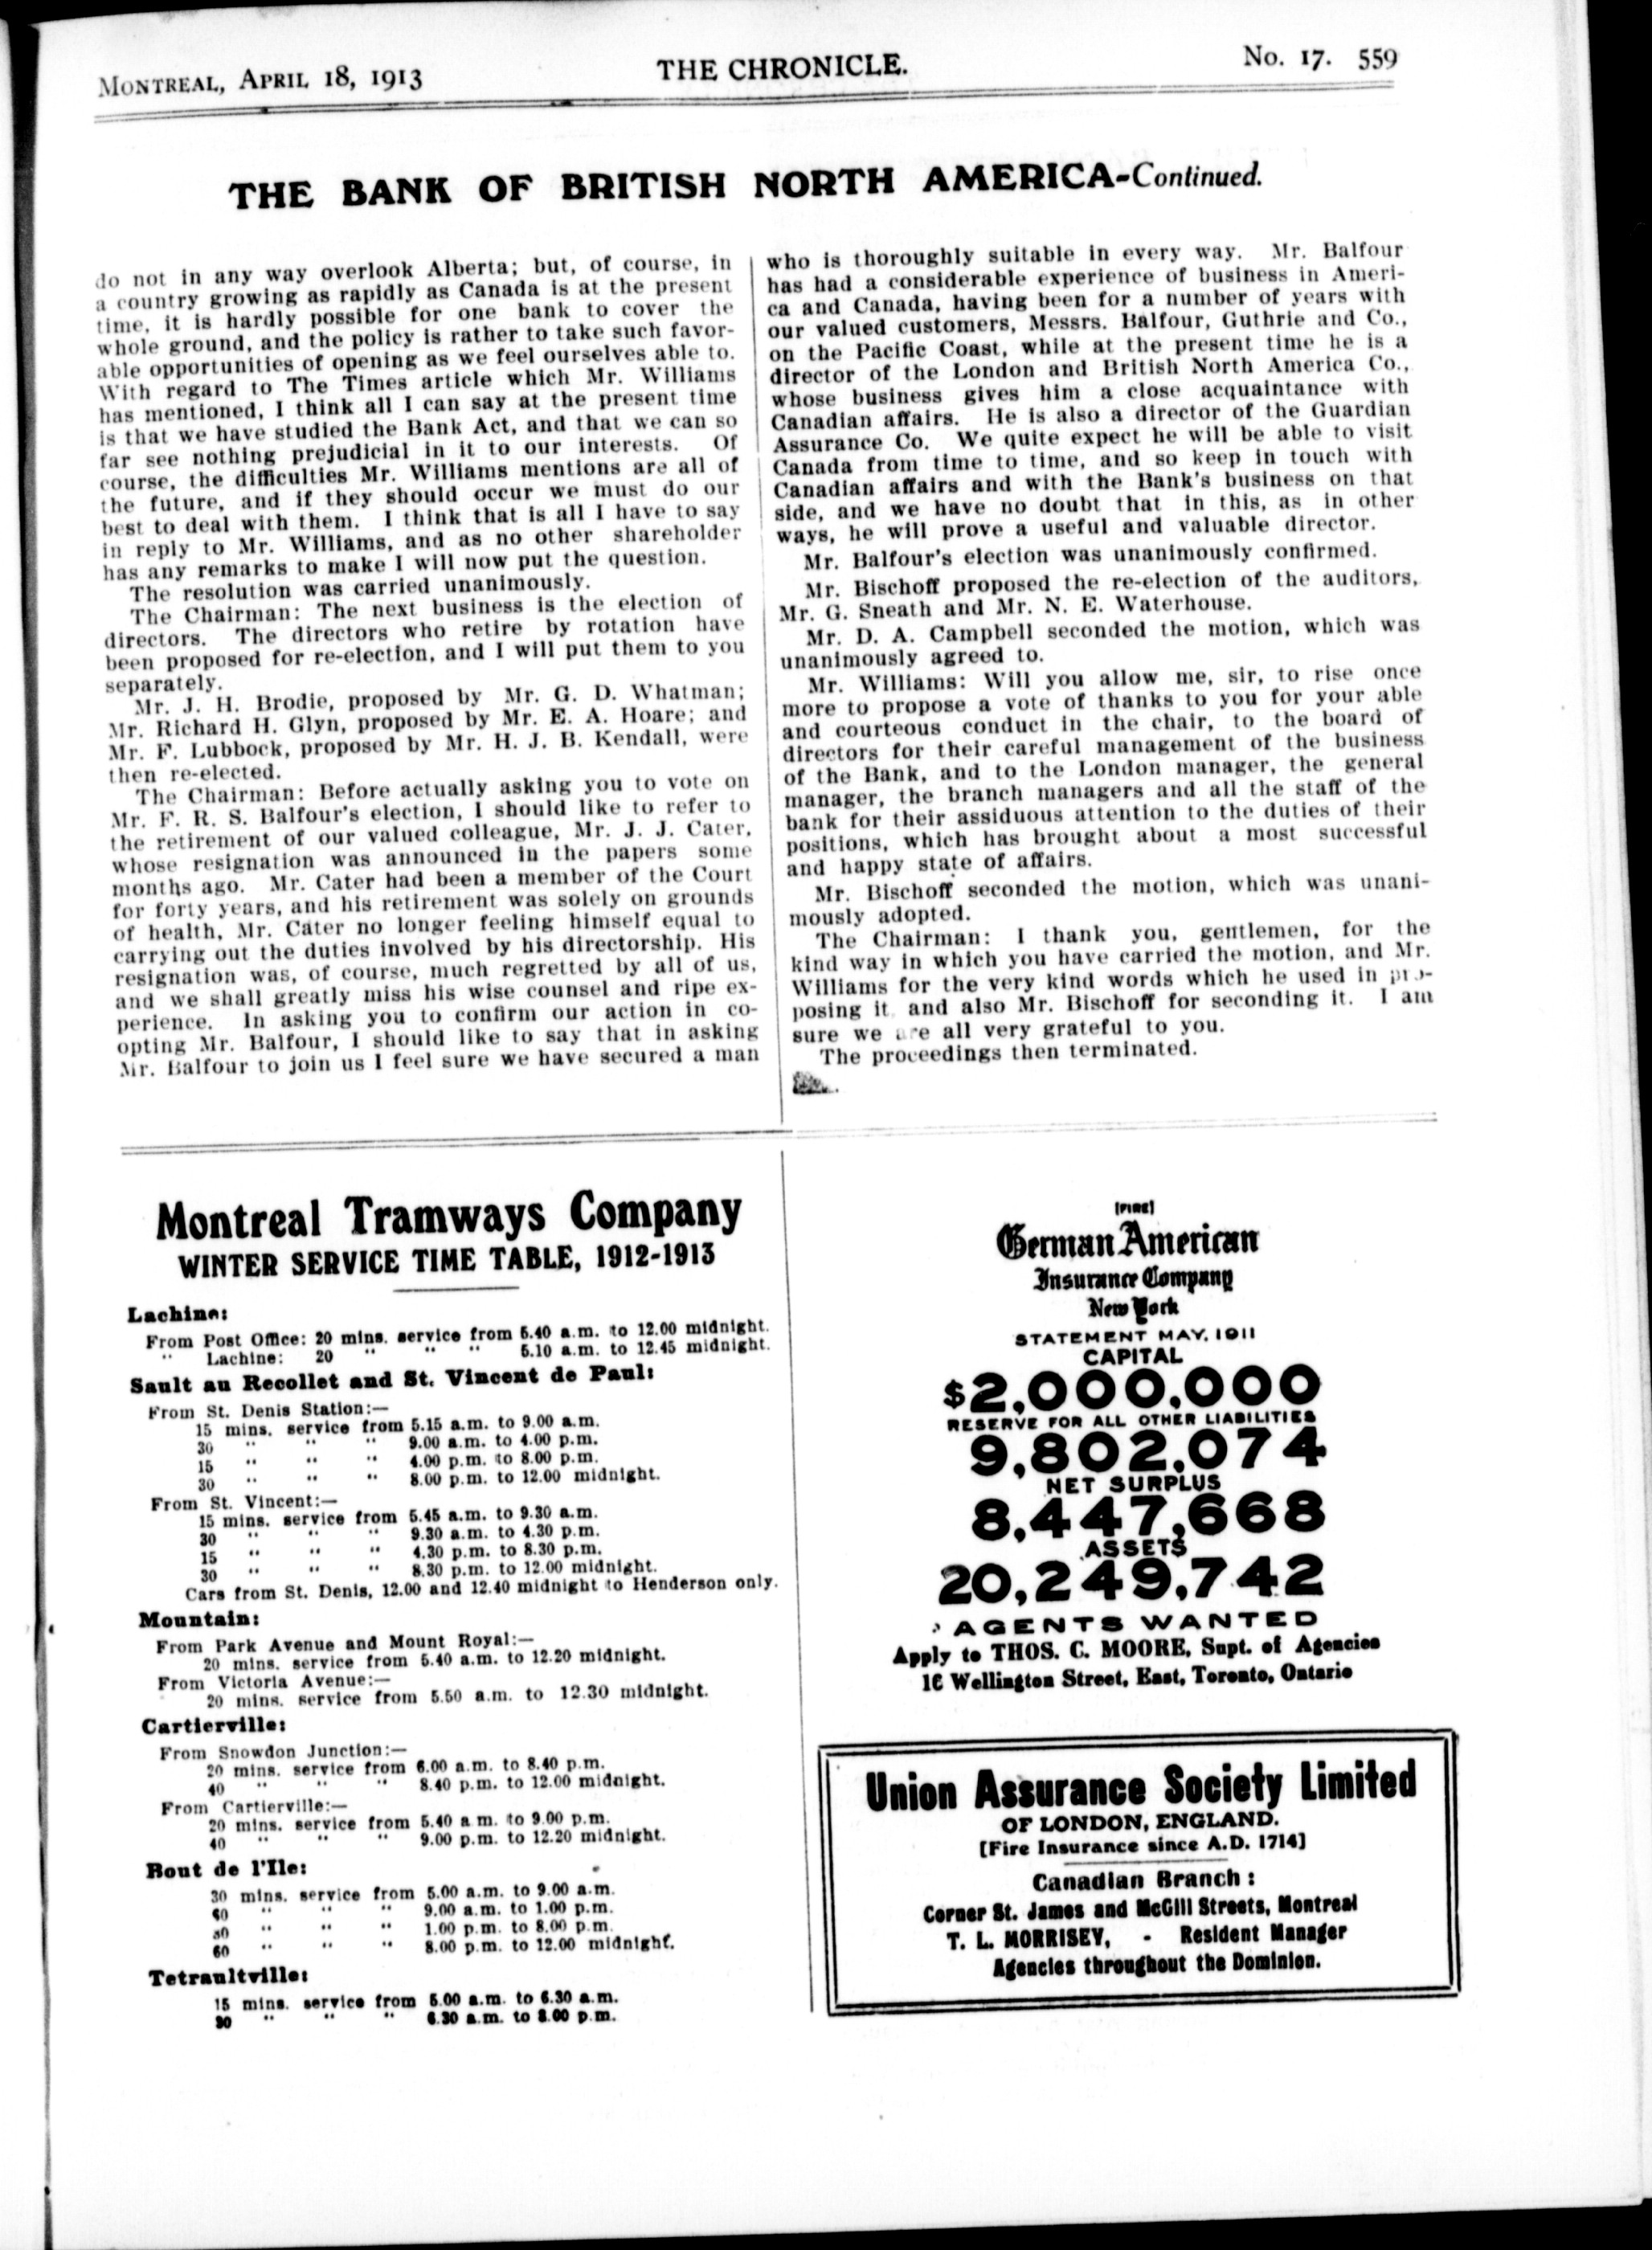 MONTREAL, APRIL 18, 1913
THE CHRONICLE.
No. 17. 559
THE BANK OF BRITISH NORTH AMERICA-Continued.
do not in any way overlook Alberta; but, of course, in
a country growing as rapidly as Canada is at the present
time, it is hardly possible for one bank to cover the
whole ground, and the policy is rather to take such favor-
able opportunities of opening as we feel ourselves able to.
With regard to The Times article which Mr. Williams
has mentioned, I think all I can say at the present time
is that we have studied the Bank Act, and that we can so
far see nothing prejudicial in it to our interests. Of
course, the difficulties Mr. Williams mentions are all of
the future, and if they should occur we must do our
best to deal with them. I think that is all I have to say
in reply to Mr. Williams, and as no other shareholder
has any remarks to make I will now put the question.
The resolution was carried unanimously.
The Chairman: The next business is the election of
directors. The directors who retire by rotation have
been proposed for re-election, and I will put them to you
separately.
Mr. J. H. Brodie, proposed by Mr. G. D. Whatman;
Mr. Richard H. Glyn, proposed by Mr. E. A. Hoare; and
Mr. F. Lubbock, proposed by Mr. H. J. B. Kendall, were
then re-elected.
The Chairman: Before actually asking you to vote on
Mr. F. R. S. Balfour's election, I should like to refer to
the retirement of our valued colleague, Mr. J. J. Cater,
whose resignation was announced in the papers some
months ago. Mr. Cater had been a member of the Court
for forty years, and his retirement was solely on grounds
of health, Mr. Cater no longer feeling himself equal to
carrying out the duties involved by his directorship. His
resignation was, of course, much regretted by all of us,
and we shall greatly miss his wise counsel and ripe ex-
perience. In asking you to confirm our action in co-
opting Mr. Balfour, I should like to say that in asking
Mr. Balfour to join us I feel sure we have secured a man
who is thoroughly suitable in every way. Mr. Balfour
has had a considerable experience of business in Ameri-
ca and Canada, having been for a number of years with
our valued customers, Messrs. Balfour, Guthrie and Co.,
on the Pacific Coast, while at the present time he is a
director of the London and British North America Co.,
whose business gives him a close acquaintance with
Canadian affairs. He is also a director of the Guardian
Assurance Co. We quite expect he will be able to visit
Canada from time to time, and so keep in touch with
Canadian affairs and with the Bank's business on that
side, and we have no doubt that in this, as in other
ways, he will prove a useful and valuable director.
Mr. Balfour's election was unanimously confirmed.
Mr. Bischoff proposed the re-election of the auditors,
Mr. G. Sneath and Mr. N. E. Waterhouse.
Mr. D. A. Campbell seconded the motion, which was
unanimously agreed to.
Mr. Williams: Will you allow me, sir, to rise once
more to propose a vote of thanks to you for your able
and courteous conduct in the chair, to the board of
directors for their careful management of the business
of the Bank, and to the London manager, the general
manager, the branch managers and all the staff of the
bank for their assiduous attention to the duties of their
positions, which has brought about a most successful
and happy state of affairs.
Mr. Bischoff seconded the motion, which was unani-
mously adopted.
The Chairman: I thank you, gentlemen, for the
kind way in which you have carried the motion, and Mr.
Williams for the very kind words which he used in pro-
posing it and also Mr. Bischoff for seconding it. I am
sure we are all very grateful to you.
The proceedings then terminated.
Montreal Tramways Company
WINTER SERVICE TIME TABLE, 1912-1913
Lachine:
From Post Office: 20 mins. service from 5.40 a.m. to 12.00 midnight.
" Lachine: 20 " " " 5.10 a.m. to 12.45 midnight.
Sault au Recollet and St. Vincent de Paul:
From St. Denis Station:—
15 mins. service from 5.15 a.m. to 9.00 a.m.
30 " " " 9.00 a.m. to 4.00 p.m.
15 " " " 4.00 p.m. to 8.00 p.m.
30 " " " 8.00 p.m. to 12.00 midnight.
From St. Vincent:—
15 mins. service from 5.45 a.m. to 9.30 a.m.
30 " " " 9.30 a.m. to 4.30 p.m.
15 " " " 4.30 p.m. to 8.30 p.m.
30 " " " 8.30 p.m. to 12.00 midnight.
Cars from St. Denis, 12.00 and 12.40 midnight to Henderson only.
Mountain:
From Park Avenue and Mount Royal:—
20 mins. service from 5.40 a.m. to 12.20 midnight.
From Victoria Avenue:—
20 mins. service from 5.50 a.m. to 12.30 midnight.
Cartierville:
From Snowdon Junction:—
20 mins. service from 6.00 a.m. to 8.40 p.m.
40 " " " 8.40 p.m. to 12.00 midnight.
From Cartierville:—
20 mins. service from 5.40 a m. to 9.00 p.m.
40 " " " 9.00 p.m. to 12.20 midnight.
Bout de l'Ile:
30 mins. service from 5.00 a.m. to 9.00 a.m.
60 " " " 9.00 a.m. to 1.00 p.m.
30 " " " 1.00 p.m. to 8.00 p.m.
60 " " " 8.00 p.m. to 12.00 midnight.
Tetraultville:
15 mins. service from 5.00 a.m. to 6.30 a.m.
30 " " " 6.30 a.m. to 8.00 p.m.
[FIRE]
German American
Insurance Company
New York
STATEMENT MAY, 1911
CAPITAL
$2,000,000
RESERVE FOR ALL OTHER LIABILITIES
9,802,074
NET SURPLUS
8,447,668
ASSETS
20,249,742
AGENTS WANTED
Apply to THOS. C. MOORE, Supt. of Agencies
16 Wellington Street, East, Toronto, Ontario
Union Assurance Society Limited
OF LONDON, ENGLAND.
[Fire Insurance since A.D. 1714]
Canadian Branch :
Corner St. James and McGill Streets, Montreal
T. L. MORRISEY, - Resident Manager
Agencies throughout the Dominion.